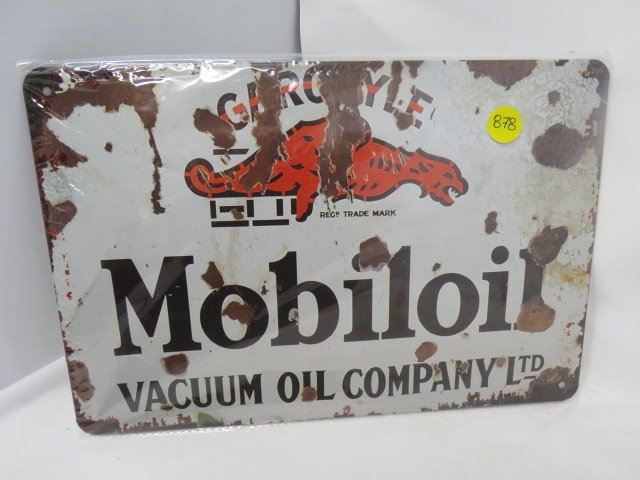 GARGOYLE
878
REGD TRADE MARK
Mobiloil
VACUUM OIL COMPANY LTD